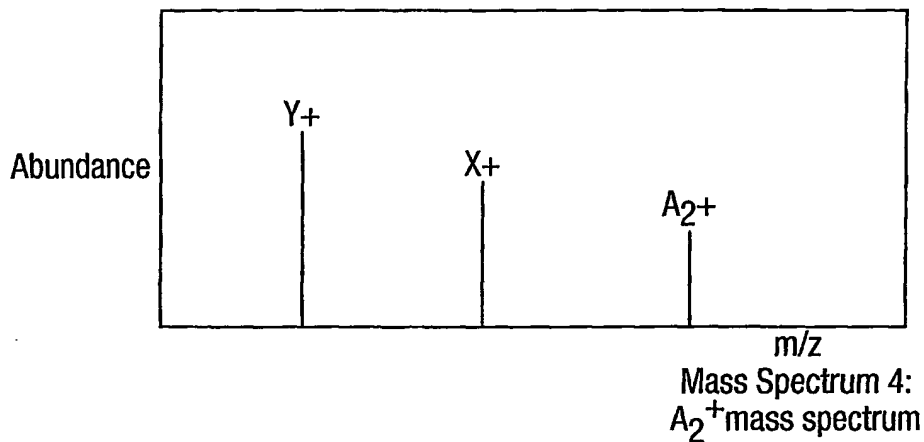 Y+
X+
A2+
Abundance
m/z
Mass Spectrum 4:
A2+mass spectrum